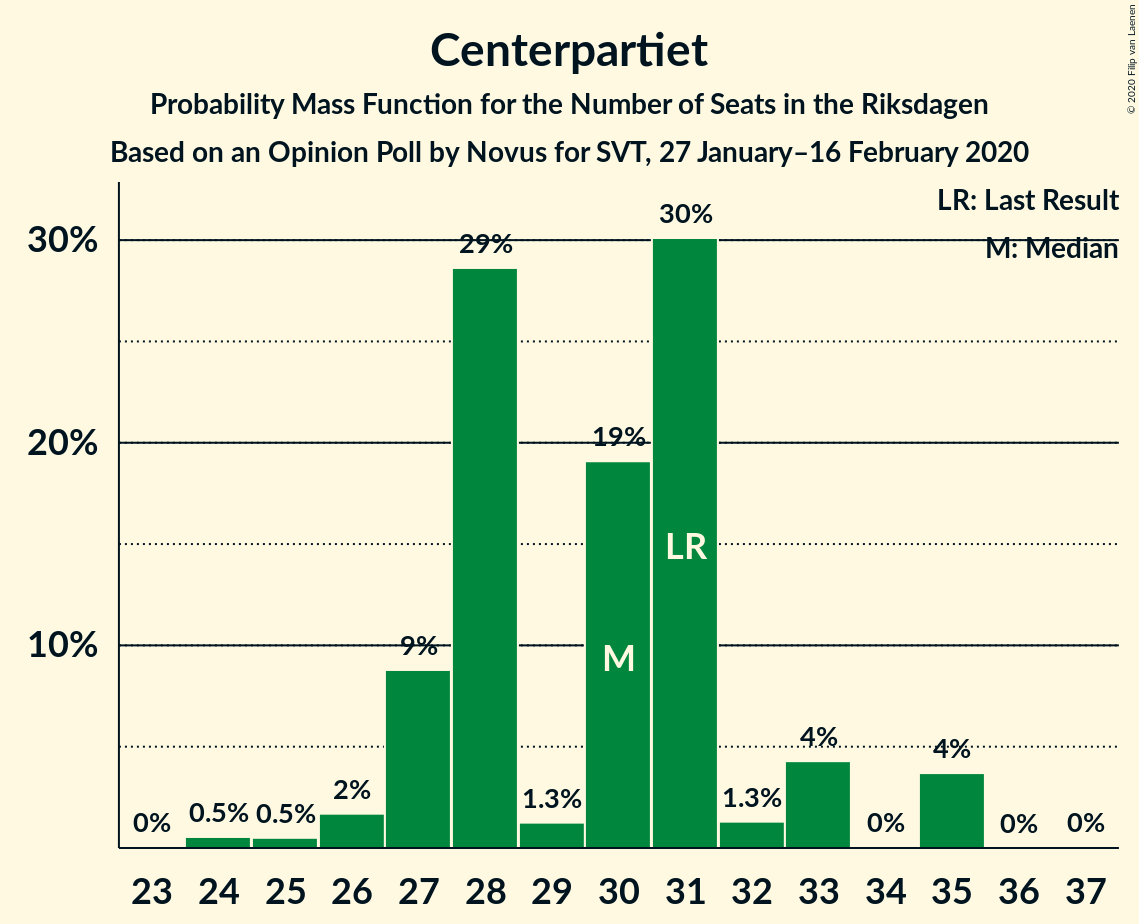 Centerpartiet
Probability Mass Function for the Number of Seats in the Riksdagen
Based on an Opinion Poll by Novus for SVT, 27 January–16 February 2020
© 2020 Filip van Laenen
LR: Last Result
M: Median
30%
20%
10%
0%
0.5%
0.5%
2%
9%
29%
1.3%
19%
30%
1.3%
4%
0%
4%
0%
0%
LR
M
23 24 25 26 27 28 29 30 31 32 33 34 35 36 37